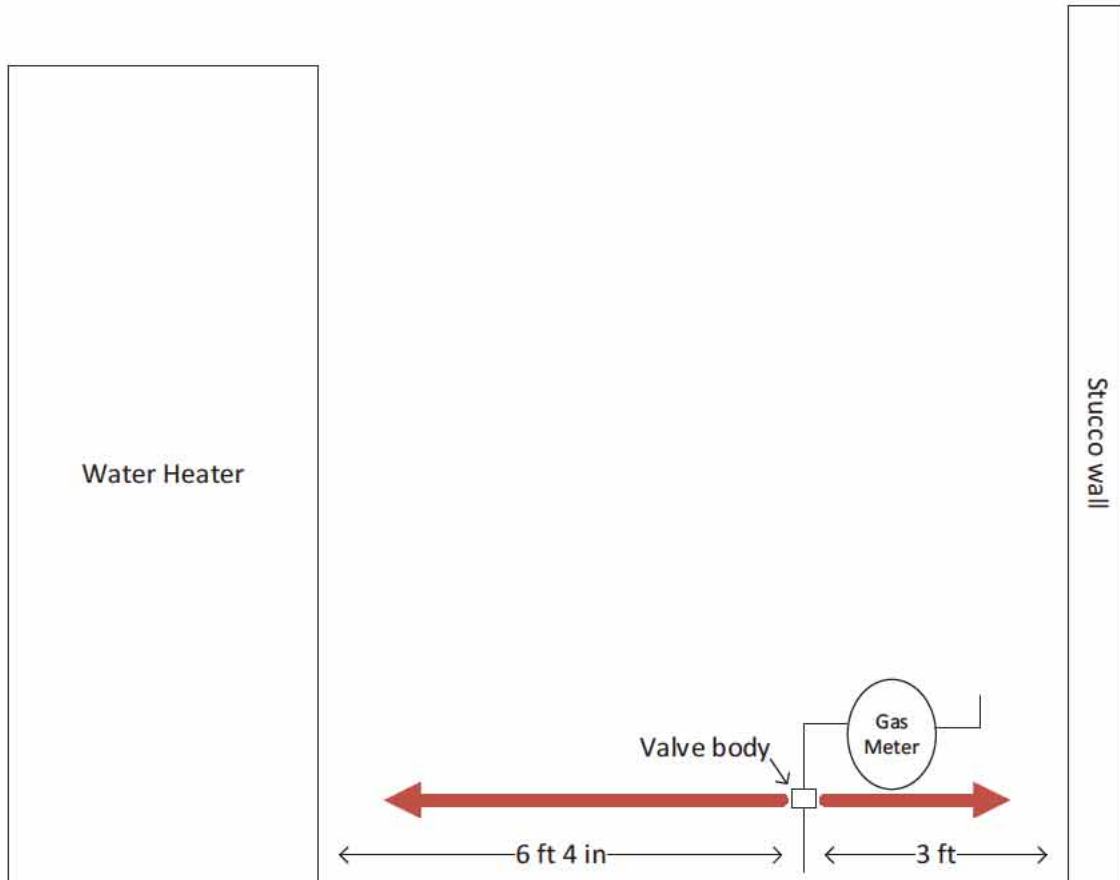 Water Heater
Stucco wall
Gas
Meter
Valve body
6 ft 4 in
3 ft